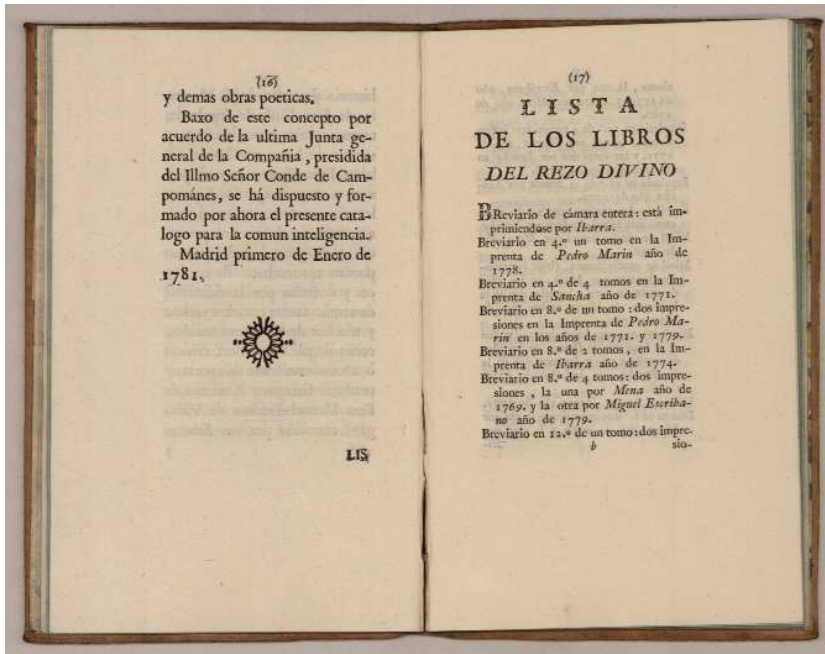 (16)
y demas obras poeticas.
Baxo de este concepto por
acuerdo de la ultima Junta ge-
neral de la Compañia, presidida
del Illmo Señor Conde de Cam-
pománes, se há dispuesto y for-
mado por ahora el presente cata-
logo para la comun inteligencia.
Madrid primero de Enero de
1781.
LIS
(17)
LISTA
DE LOS LIBROS
DEL REZO DIVINO
BReviario de cámara entera: está im-
primiendose por Ibarra.
Breviario en 4.º un tomo en la Im-
prenta de Pedro Marin año de
1778.
Breviario en 4.º de 4 tomos en la Im-
prenta de Sancha año de 1771.
Breviario en 8.º de un tomo: dos impre-
siones en la Imprenta de Pedro Ma-
rin en los años de 1771. y 1779.
Breviario en 8.º de 2 tomos, en la Im-
prenta de Ibarra año de 1774.
Breviario en 8.º de 4 tomos: dos impre-
siones, la una por Mena año de
1769. y la otra por Miguel Escriba-
no año de 1779.
Breviario en 12.º de un tomo: dos impre-
b sio-